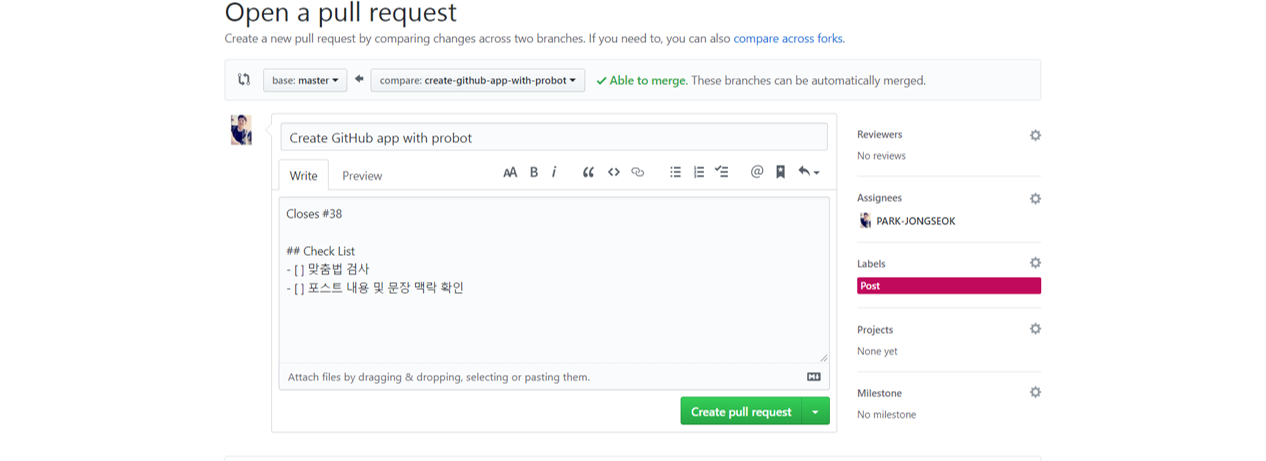 Open a pull request
Create a new pull request by comparing changes across two branches. If you need to, you can also compare across forks.
base: master compare: create-github-app-with-probot Able to merge. These branches can be automatically merged.
Create GitHub app with probot
Write Preview AA B i
Closes #38
## Check List
- [ ] 맞춤법 검사
- [ ] 포스트 내용 및 문장 맥락 확인
Attach files by dragging & dropping, selecting or pasting them.
Create pull request
Reviewers
No reviews
Assignees
PARK-JONGSEOK
Labels
Post
Projects
None yet
Milestone
No milestone